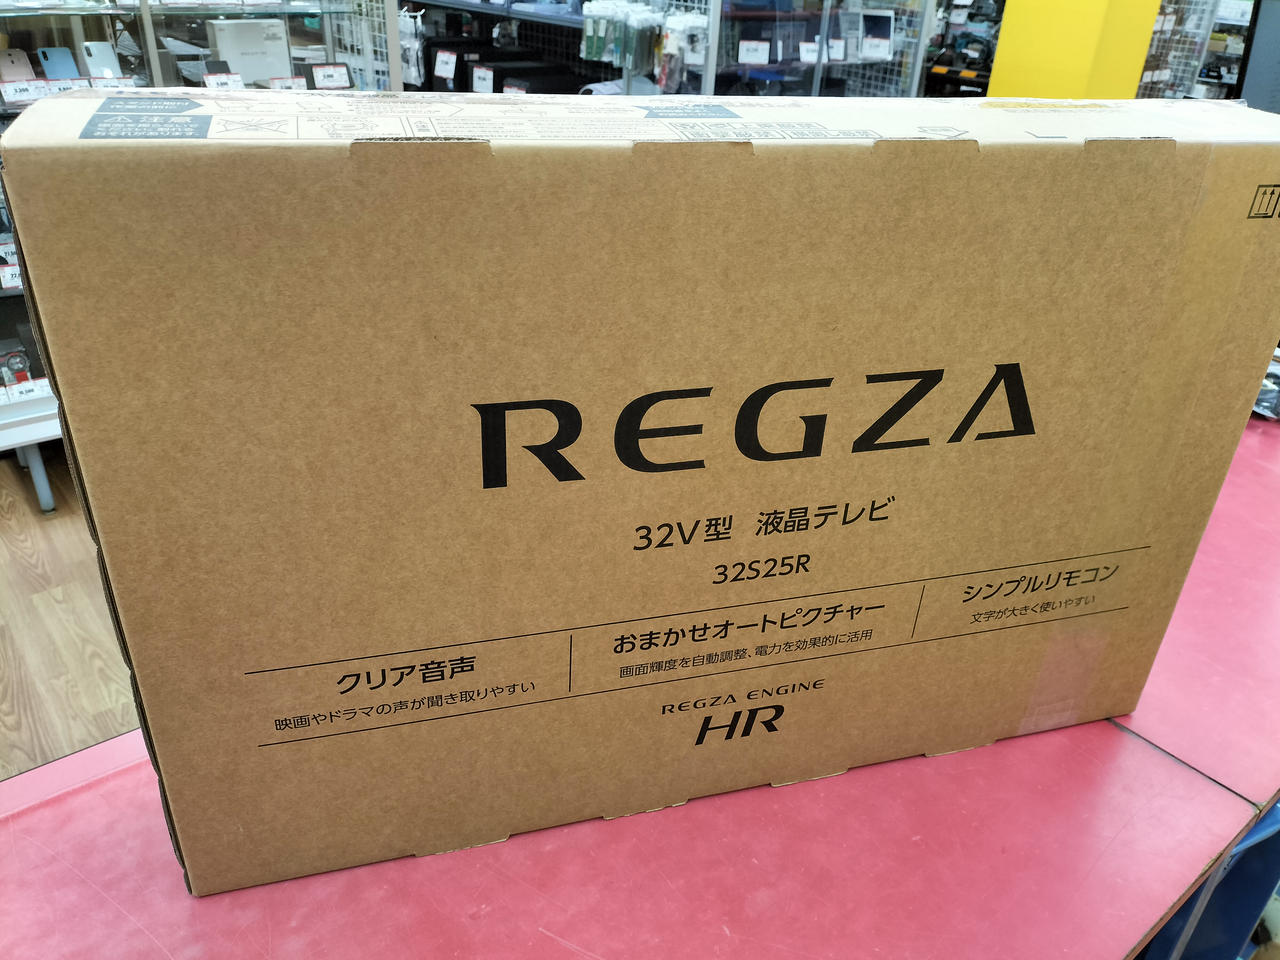 注意
REGZA
32V型 液晶テレビ
32S25R
クリア音声
映画やドラマの声が聞き取りやすい
おまかせオートピクチャー
画面輝度を自動調整、電力を効果的に活用
シンプルリモコン
文字が大きく使いやすい
REGZA ENGINE
HR